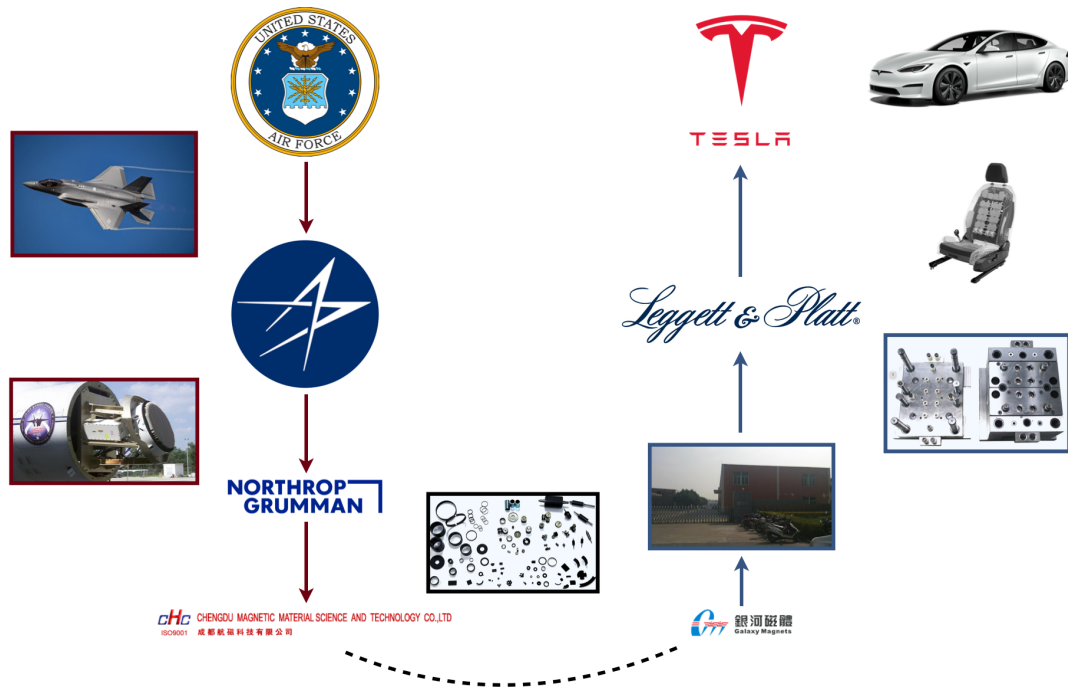 UNITED STATES
AIR FORCE
TESLA
Leggett & Platt®
NORTHROP
GRUMMAN
CHC CHENGDU MAGNETIC MATERIAL SCIENCE AND TECHNOLOGY CO.,LTD
ISO9001 成都航磁科技有限公司
銀河磁體
Galaxy Magnets